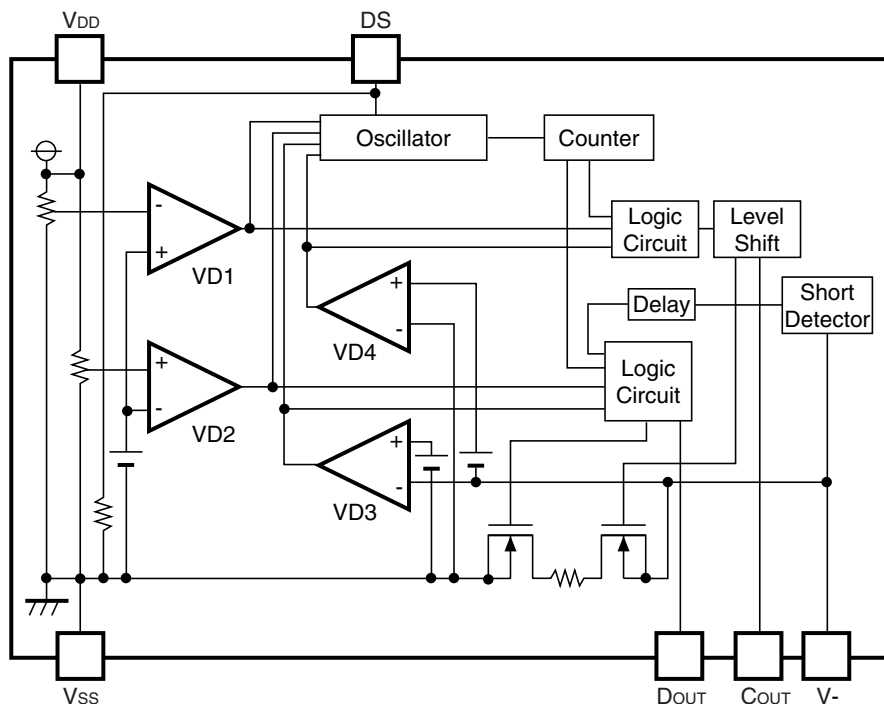 VDD
DS
Oscillator
Counter
-
+
VD1
Logic
Circuit
Level
Shift
+
-
VD4
Delay
Short
Detector
+
-
VD2
Logic
Circuit
+
-
VD3
VSS
DOUT
COUT
V-